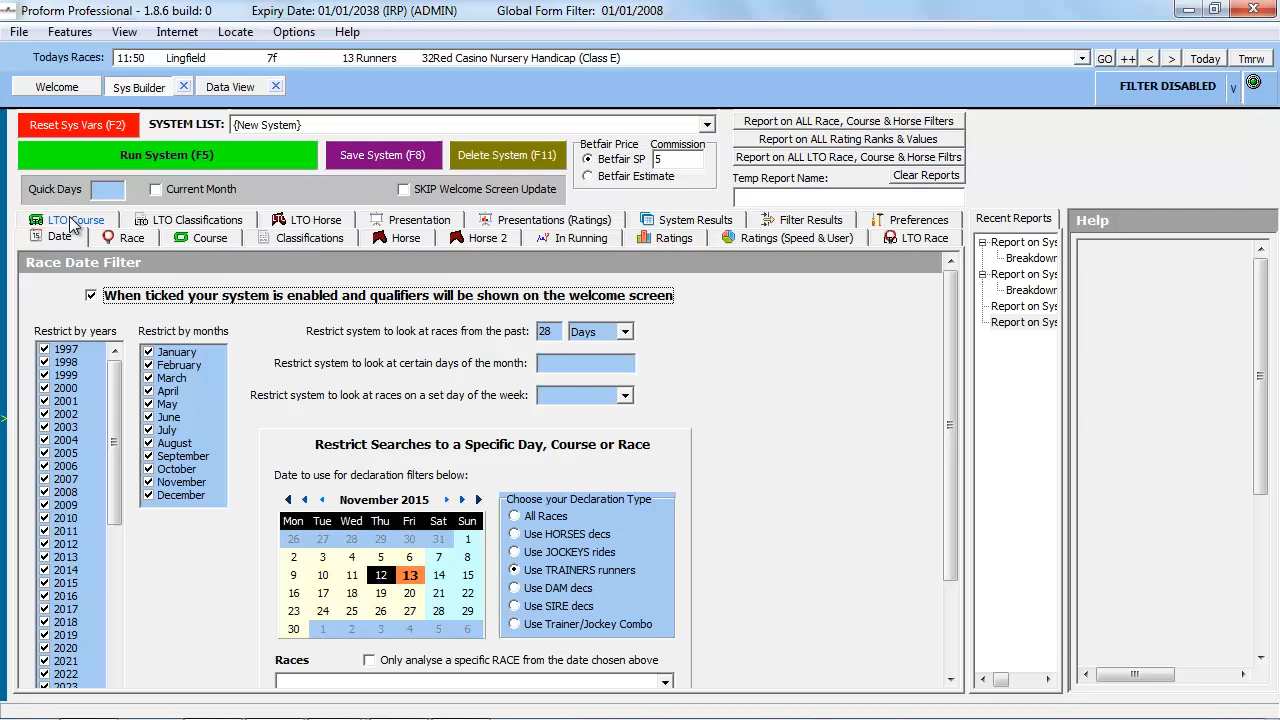 Proform Professional - 1.8.6 build: 0 Expiry Date: 01/01/2038 (IRP) (ADMIN) Global Form Filter: 01/01/2008
File Features View Internet Locate Options Help
Todays Races: 11:50 Lingfield 7f 13 Runners 32Red Casino Nursery Handicap (Class E) GO ++ < > Today Tmrw
Welcome Sys Builder X Data View X FILTER DISABLED V
Reset Sys Vars (F2) SYSTEM LIST: {New System}
Report on ALL Race, Course & Horse Filters
Report on ALL Rating Ranks & Values
Report on ALL LTO Race, Course & Horse Filtrs
Run System (F5) Save System (F8) Delete System (F11)
Betfair Price Commission
Betfair SP 5
Betfair Estimate
Temp Report Name: Clear Reports
Quick Days Current Month SKIP Welcome Screen Update
LTO Course LTO Classifications LTO Horse Presentation Presentations (Ratings) System Results Filter Results Preferences
Date Race Course Classifications Horse Horse 2 In Running Ratings Ratings (Speed & User) LTO Race
Race Date Filter
When ticked your system is enabled and qualifiers will be shown on the welcome screen
Restrict by years
1997
1998
1999
2000
2001
2002
2003
2004
2005
2006
2007
2008
2009
2010
2011
2012
2013
2014
2015
2016
2017
2018
2019
2020
2021
2022
2023
Restrict by months
January
February
March
April
May
June
July
August
September
October
November
December
Restrict system to look at races from the past: 28 Days
Restrict system to look at certain days of the month:
Restrict system to look at races on a set day of the week:
Restrict Searches to a Specific Day, Course or Race
Date to use for declaration filters below:
November 2015
Mon Tue Wed Thu Fri Sat Sun
26 27 28 29 30 31 1
2 3 4 5 6 7 8
9 10 11 12 13 14 15
16 17 18 19 20 21 22
23 24 25 26 27 28 29
30 1 2 3 4 5 6
Choose your Declaration Type
All Races
Use HORSES decs
Use JOCKEYS rides
Use TRAINERS runners
Use DAM decs
Use SIRE decs
Use Trainer/Jockey Combo
Races Only analyse a specific RACE from the date chosen above
Recent Reports
Report on Sys
Breakdown
Report on Sys
Breakdown
Report on Sys
Report on Sys
Help